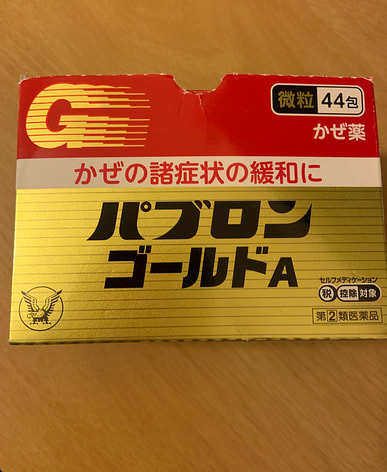 G
微粒 44包
かぜ薬
かぜの諸症状の緩和に
パブロン
ゴールドA
セルフメディケーション
税 控除 対象
第②類医薬品